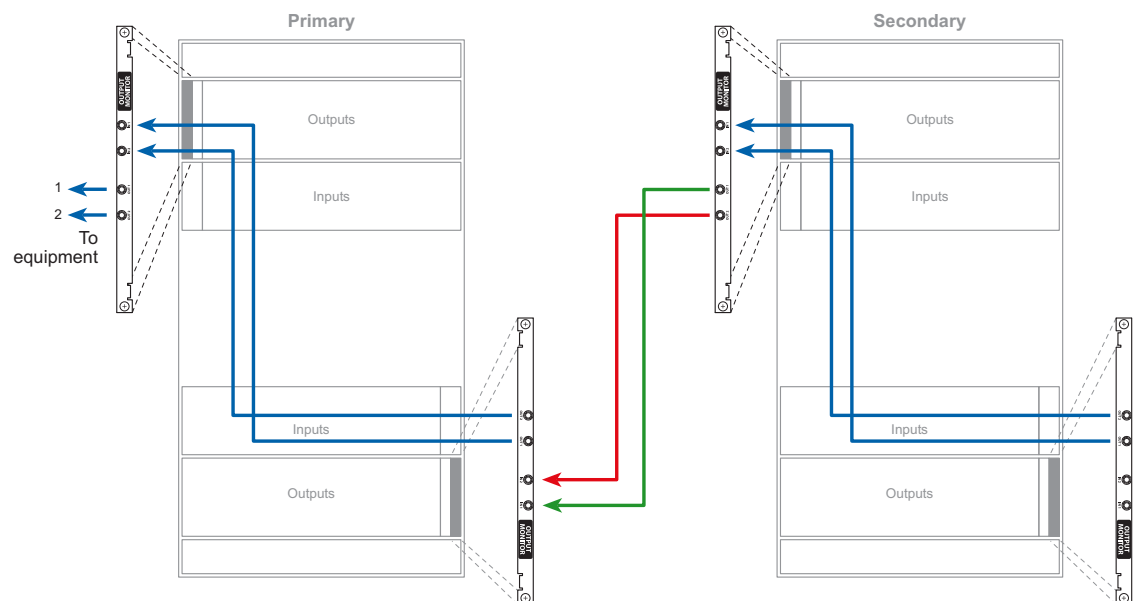 Primary
Secondary
OUTPUT
MONITOR
OUTPUT
MONITOR
Outputs
Outputs
Inputs
Inputs
1
2
To
equipment
Inputs
Inputs
Outputs
Outputs
OUTPUT
MONITOR
OUTPUT
MONITOR